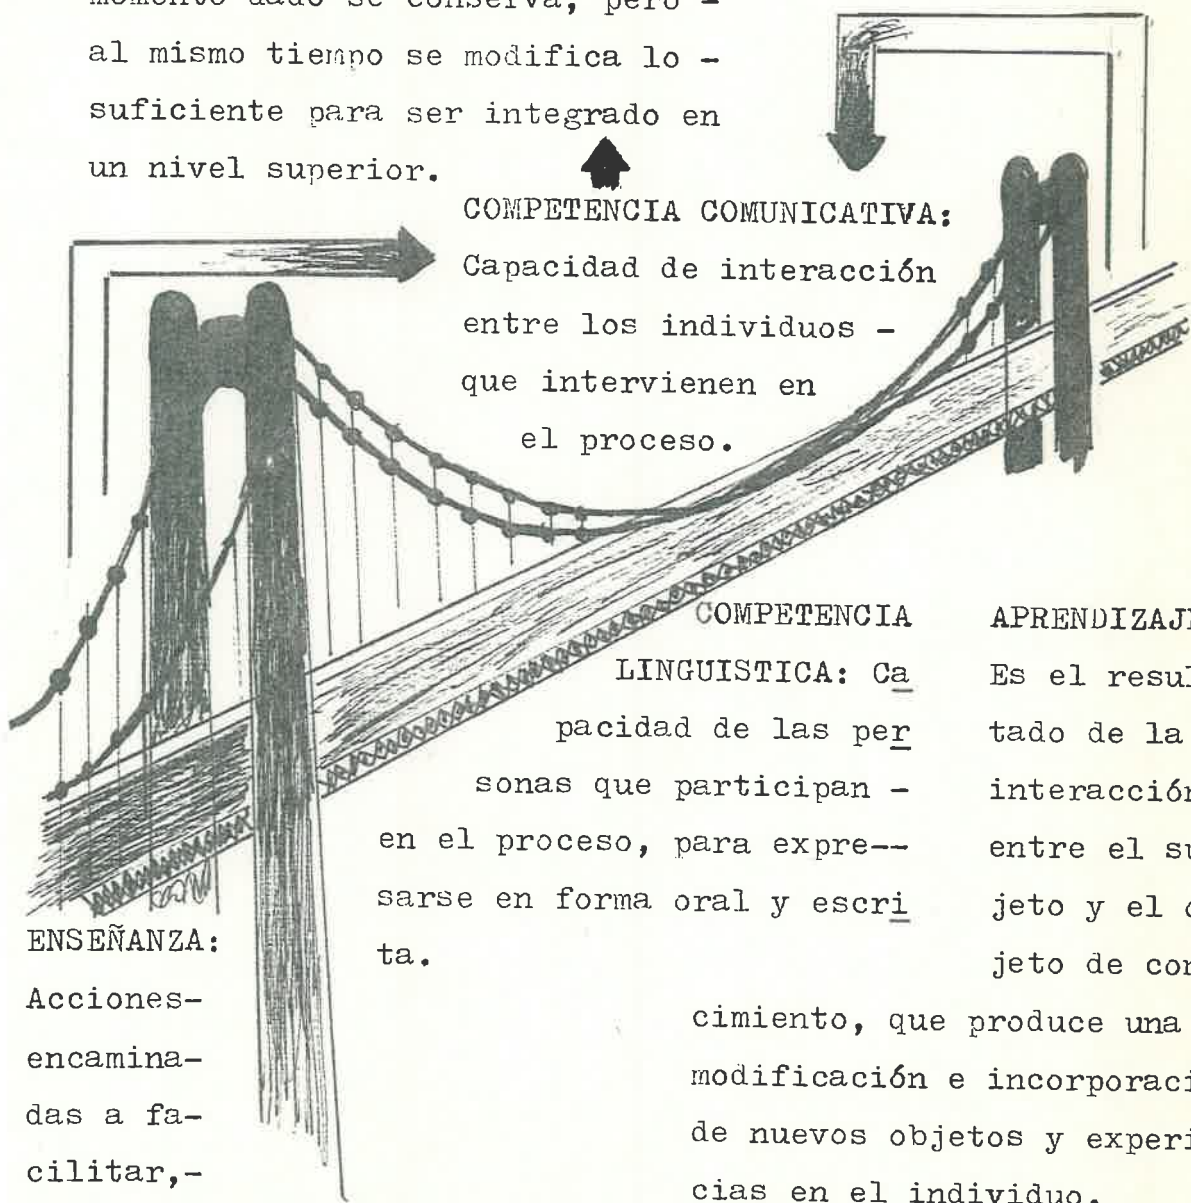 al mismo tiempo se modifica lo -
suficiente para ser integrado en
un nivel superior.
COMPETENCIA COMUNICATIVA:
Capacidad de interacción
entre los individuos -
que intervienen en
el proceso.
COMPETENCIA
LINGUISTICA: Ca
pacidad de las per
sonas que participan -
en el proceso, para expre--
sarse en forma oral y escri
ta.
ENSEÑANZA:
Acciones-
encamina-
das a fa-
cilitar,-
APRENDIZAJE
Es el resul
tado de la
interacción
entre el su
jeto y el
jeto de con
cimiento, que produce una
modificación e incorporaci
de nuevos objetos y experi
cias en el individuo.